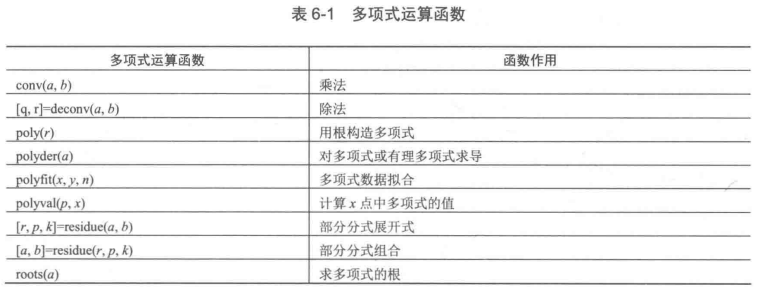 表 6-1 多项式运算函数
多项式运算函数 函数作用
conv(a, b) 乘法
[q, r]=deconv(a, b) 除法
poly(r) 用根构造多项式
polyder(a) 对多项式或有理多项式求导
polyfit(x, y, n) 多项式数据拟合
polyval(p, x) 计算 x 点中多项式的值
[r, p, k]=residue(a, b) 部分分式展开式
[a, b]=residue(r, p, k) 部分分式组合
roots(a) 求多项式的根